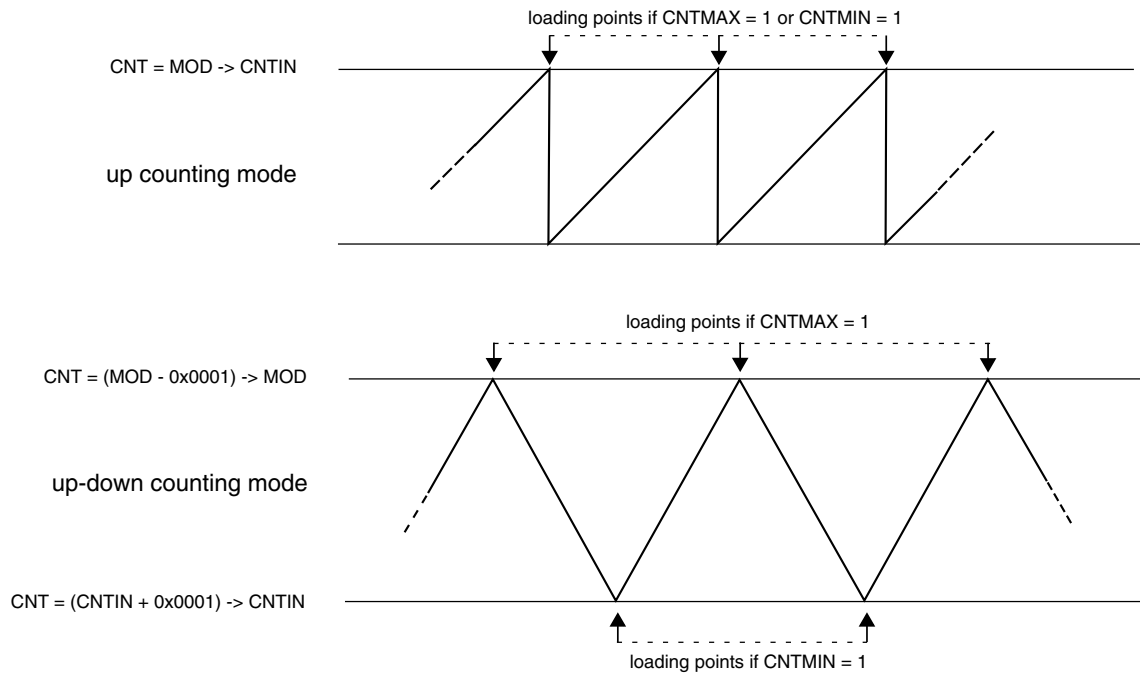 loading points if CNTMAX = 1 or CNTMIN = 1
CNT = MOD -> CNTIN
up counting mode
loading points if CNTMAX = 1
CNT = (MOD - 0x0001) -> MOD
up-down counting mode
CNT = (CNTIN + 0x0001) -> CNTIN
loading points if CNTMIN = 1